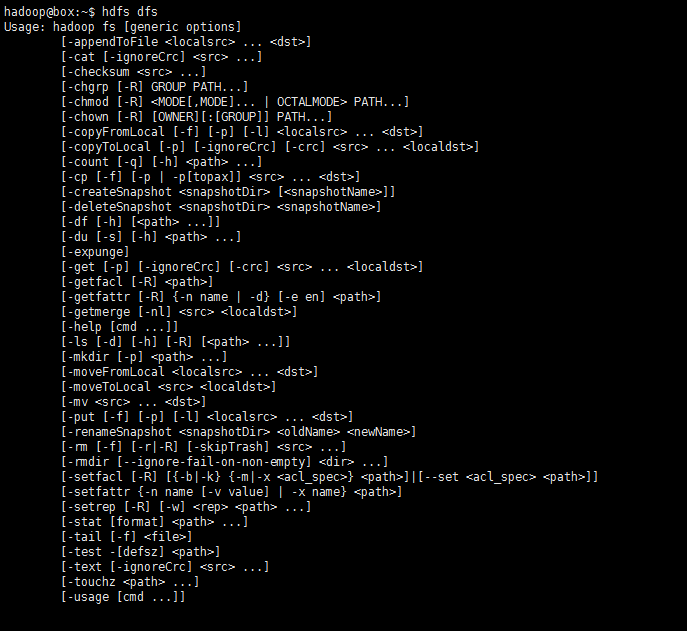 hadoop@box:~$ hdfs dfs
Usage: hadoop fs [generic options]
[-appendToFile <localsrc> ... <dst>]
[-cat [-ignoreCrc] <src> ...]
[-checksum <src> ...]
[-chgrp [-R] GROUP PATH...]
[-chmod [-R] <MODE[,MODE]... | OCTALMODE> PATH...]
[-chown [-R] [OWNER][:[GROUP]] PATH...]
[-copyFromLocal [-f] [-p] [-l] <localsrc> ... <dst>]
[-copyToLocal [-p] [-ignoreCrc] [-crc] <src> ... <localdst>]
[-count [-q] [-h] <path> ...]
[-cp [-f] [-p | -p[topax]] <src> ... <dst>]
[-createSnapshot <snapshotDir> [<snapshotName>]]
[-deleteSnapshot <snapshotDir> <snapshotName>]
[-df [-h] [<path> ...]]
[-du [-s] [-h] <path> ...]
[-expunge]
[-get [-p] [-ignoreCrc] [-crc] <src> ... <localdst>]
[-getfacl [-R] <path>]
[-getfattr [-R] {-n name | -d} [-e en] <path>]
[-getmerge [-nl] <src> <localdst>]
[-help [cmd ...]]
[-ls [-d] [-h] [-R] [<path> ...]]
[-mkdir [-p] <path> ...]
[-moveFromLocal <localsrc> ... <dst>]
[-moveToLocal <src> <localdst>]
[-mv <src> ... <dst>]
[-put [-f] [-p] [-l] <localsrc> ... <dst>]
[-renameSnapshot <snapshotDir> <oldName> <newName>]
[-rm [-f] [-r|-R] [-skipTrash] <src> ...]
[-rmdir [--ignore-fail-on-non-empty] <dir> ...]
[-setfacl [-R] [{-b|-k} {-m|-x <acl_spec>} <path>]|[--set <acl_spec> <path>]]
[-setfattr {-n name [-v value] | -x name} <path>]
[-setrep [-R] [-w] <rep> <path> ...]
[-stat [format] <path> ...]
[-tail [-f] <file>]
[-test -[defsz] <path>]
[-text [-ignoreCrc] <src> ...]
[-touchz <path> ...]
[-usage [cmd ...]]